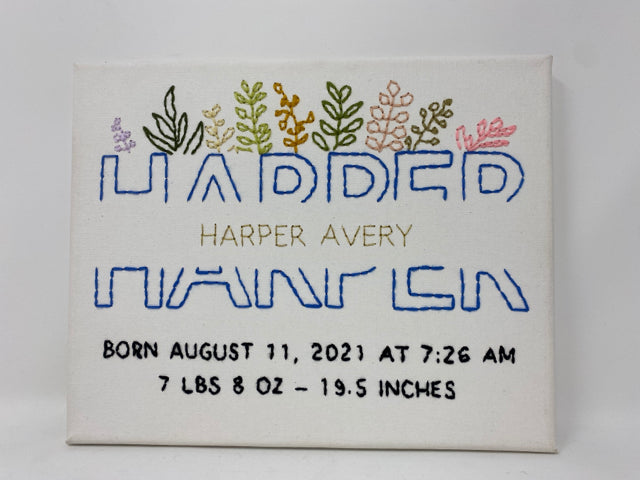 HARPER
HARPER AVERY
BORN AUGUST 11, 2021 AT 7:26 AM
7 LBS 8 OZ – 19.5 INCHES